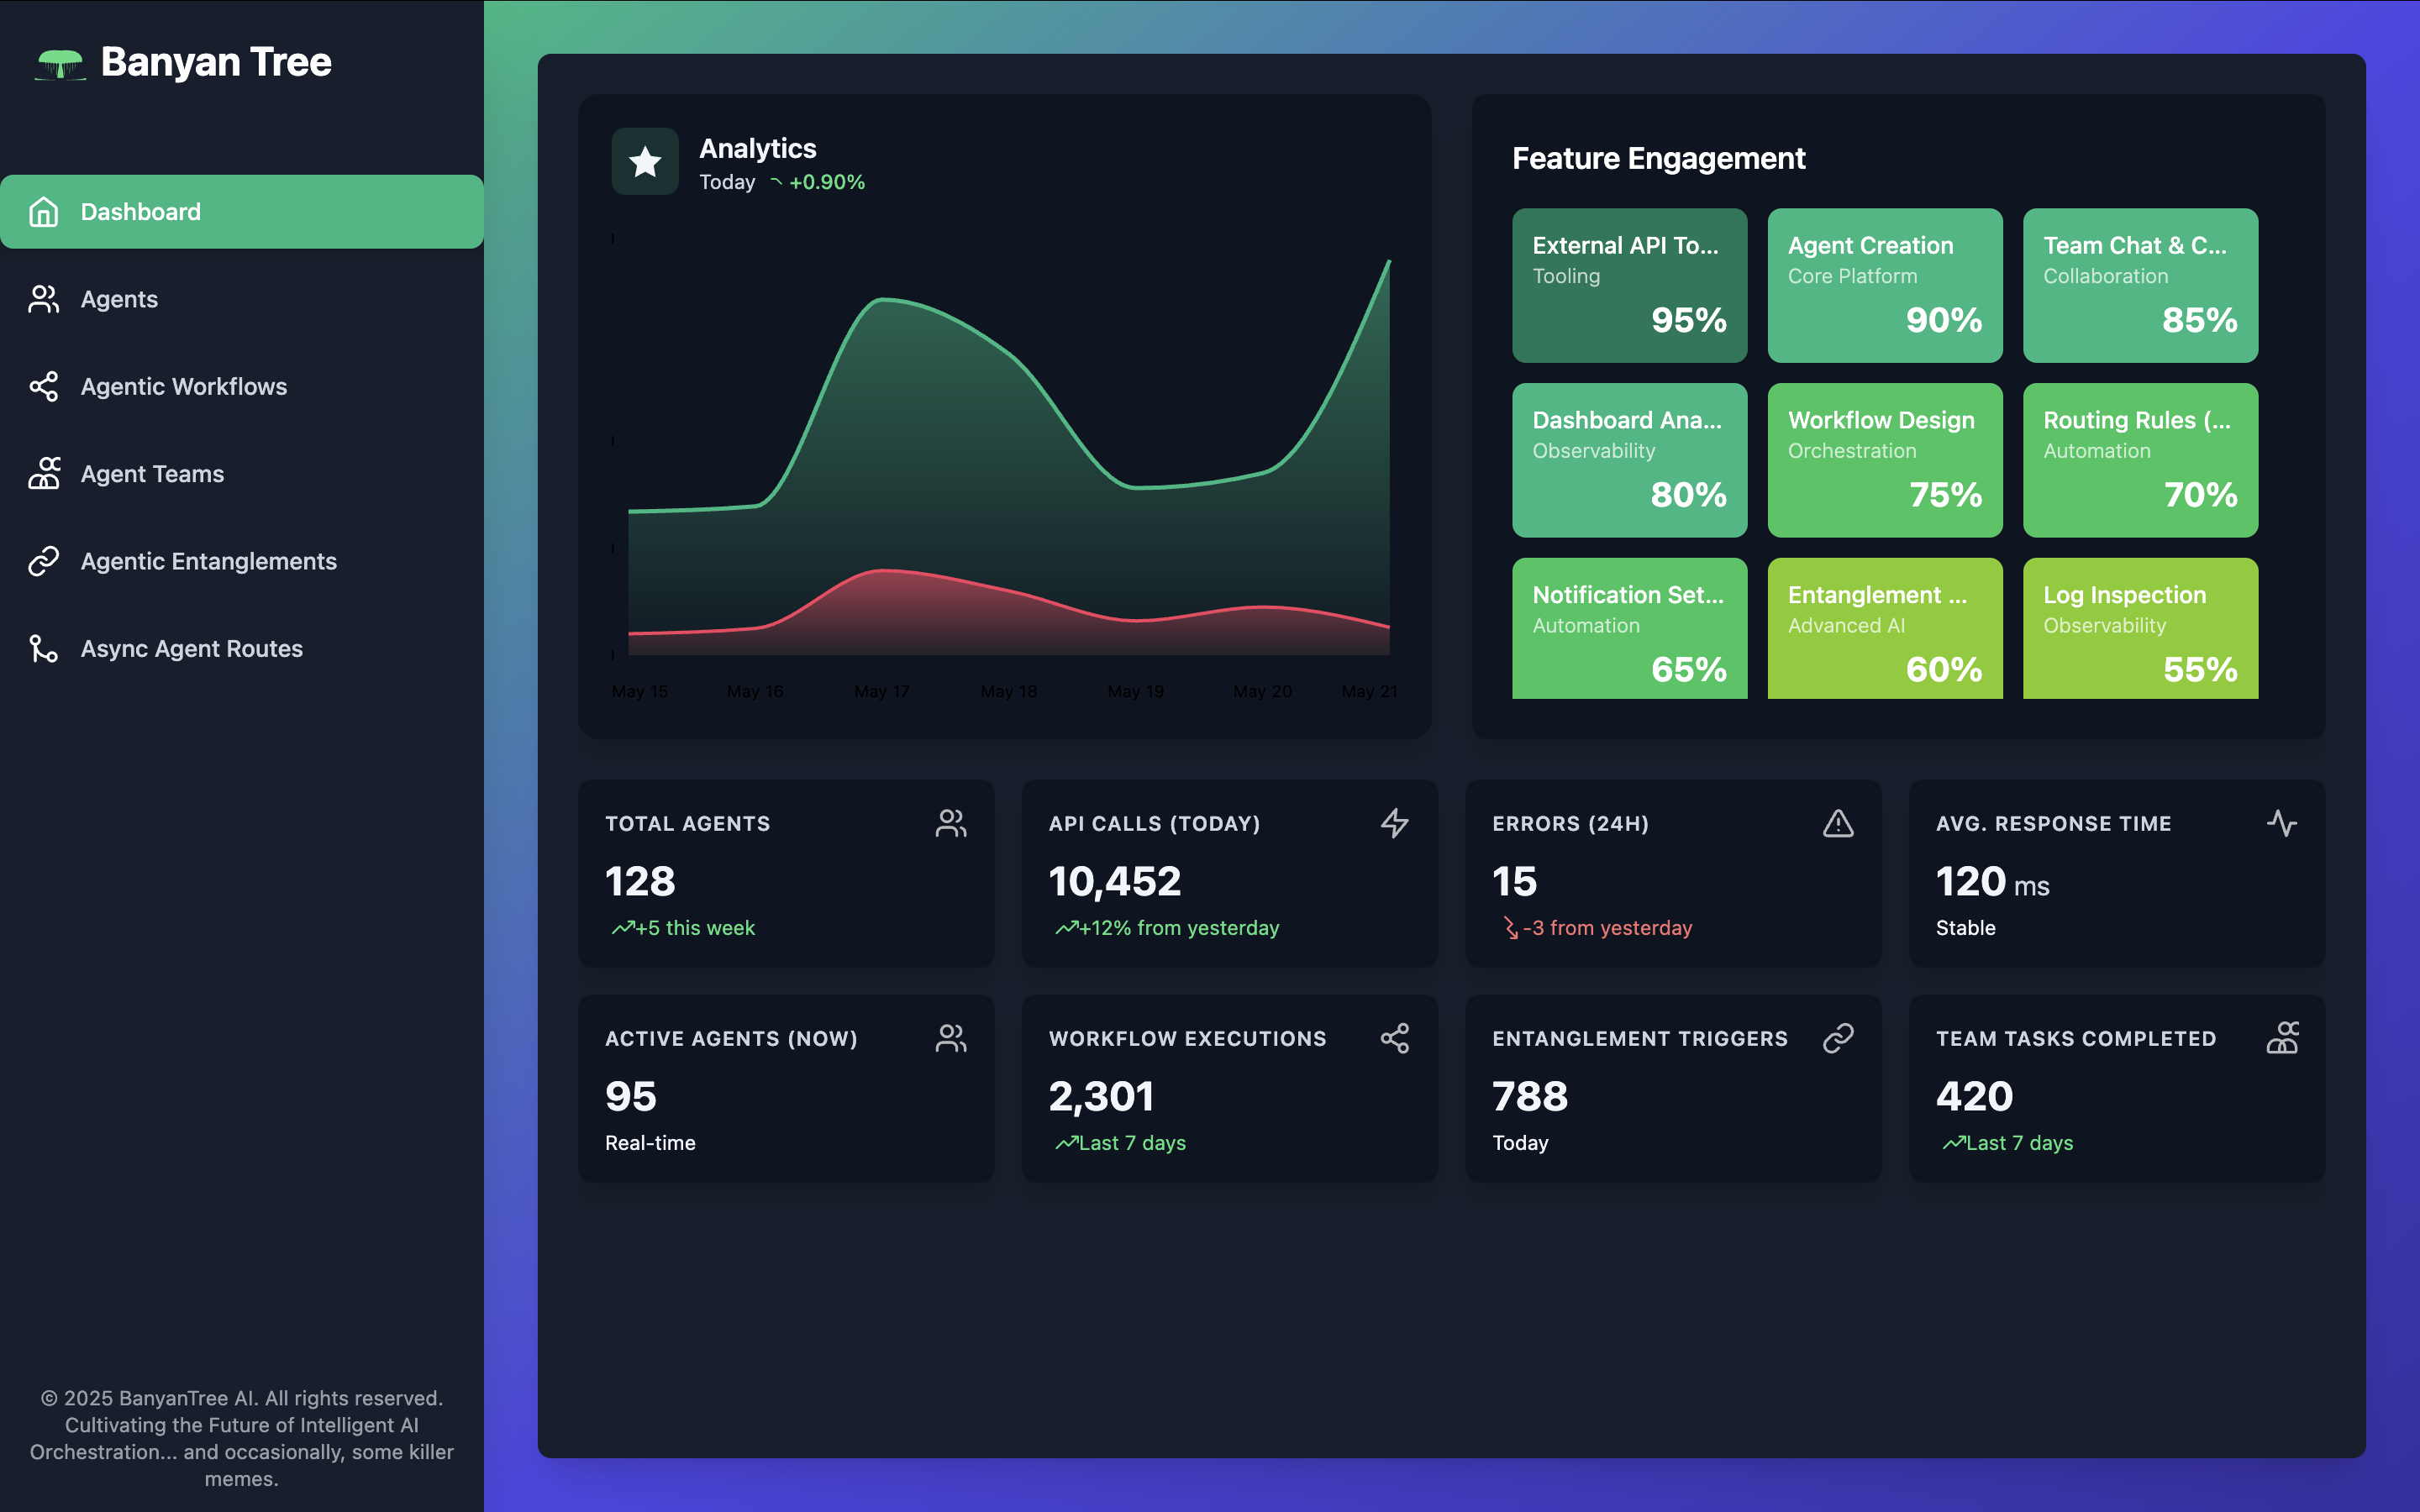 Banyan Tree
Dashboard
Agents
Agentic Workflows
Agent Teams
Agentic Entanglements
Async Agent Routes
© 2025 BanyanTree AI. All rights reserved.
Cultivating the Future of Intelligent AI
Orchestration... and occasionally, some killer
memes.
Analytics
Today +0.90%
May 15 May 16 May 17 May 18 May 19 May 20 May 21
Feature Engagement
External API To...
Tooling
95%
Agent Creation
Core Platform
90%
Team Chat & C...
Collaboration
85%
Dashboard Ana...
Observability
80%
Workflow Design
Orchestration
75%
Routing Rules (...
Automation
70%
Notification Set...
Automation
65%
Entanglement ...
Advanced AI
60%
Log Inspection
Observability
55%
TOTAL AGENTS
128
+5 this week
API CALLS (TODAY)
10,452
+12% from yesterday
ERRORS (24H)
15
-3 from yesterday
AVG. RESPONSE TIME
120 ms
Stable
ACTIVE AGENTS (NOW)
95
Real-time
WORKFLOW EXECUTIONS
2,301
Last 7 days
ENTANGLEMENT TRIGGERS
788
Today
TEAM TASKS COMPLETED
420
Last 7 days